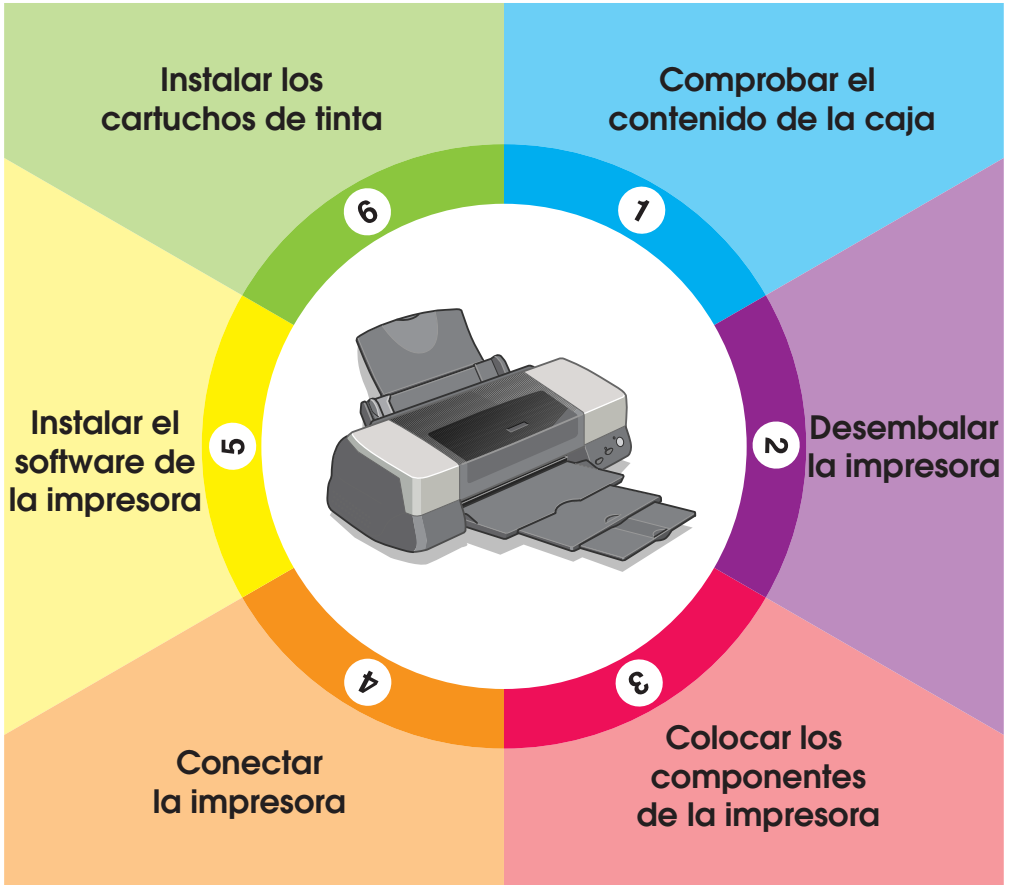 Comprobar el
contenido de la caja
1
Desembalar
la impresora
2
Colocar los
componentes
de la impresora
3
Conectar
la impresora
4
Instalar el
software de
la impresora
5
Instalar los
cartuchos de tinta
6